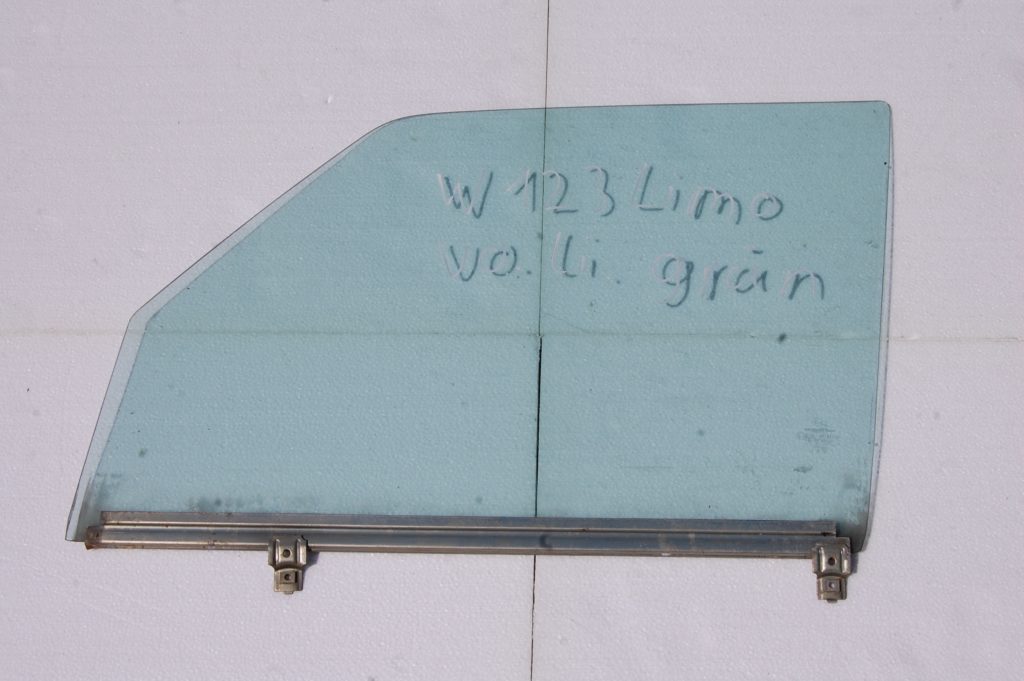 W 123 Limo
vo. li. grün